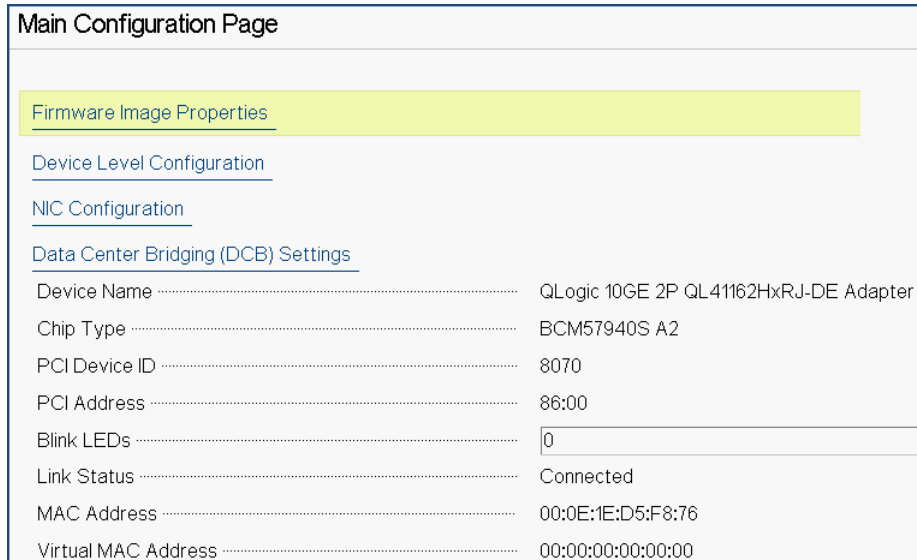 Main Configuration Page
Firmware Image Properties
Device Level Configuration
NIC Configuration
Data Center Bridging (DCB) Settings
Device Name QLogic 10GE 2P QL41162HxRJ-DE Adapter
Chip Type BCM57940S A2
PCI Device ID 8070
PCI Address 86:00
Blink LEDs 0
Link Status Connected
MAC Address 00:0E:1E:D5:F8:76
Virtual MAC Address 00:00:00:00:00:00